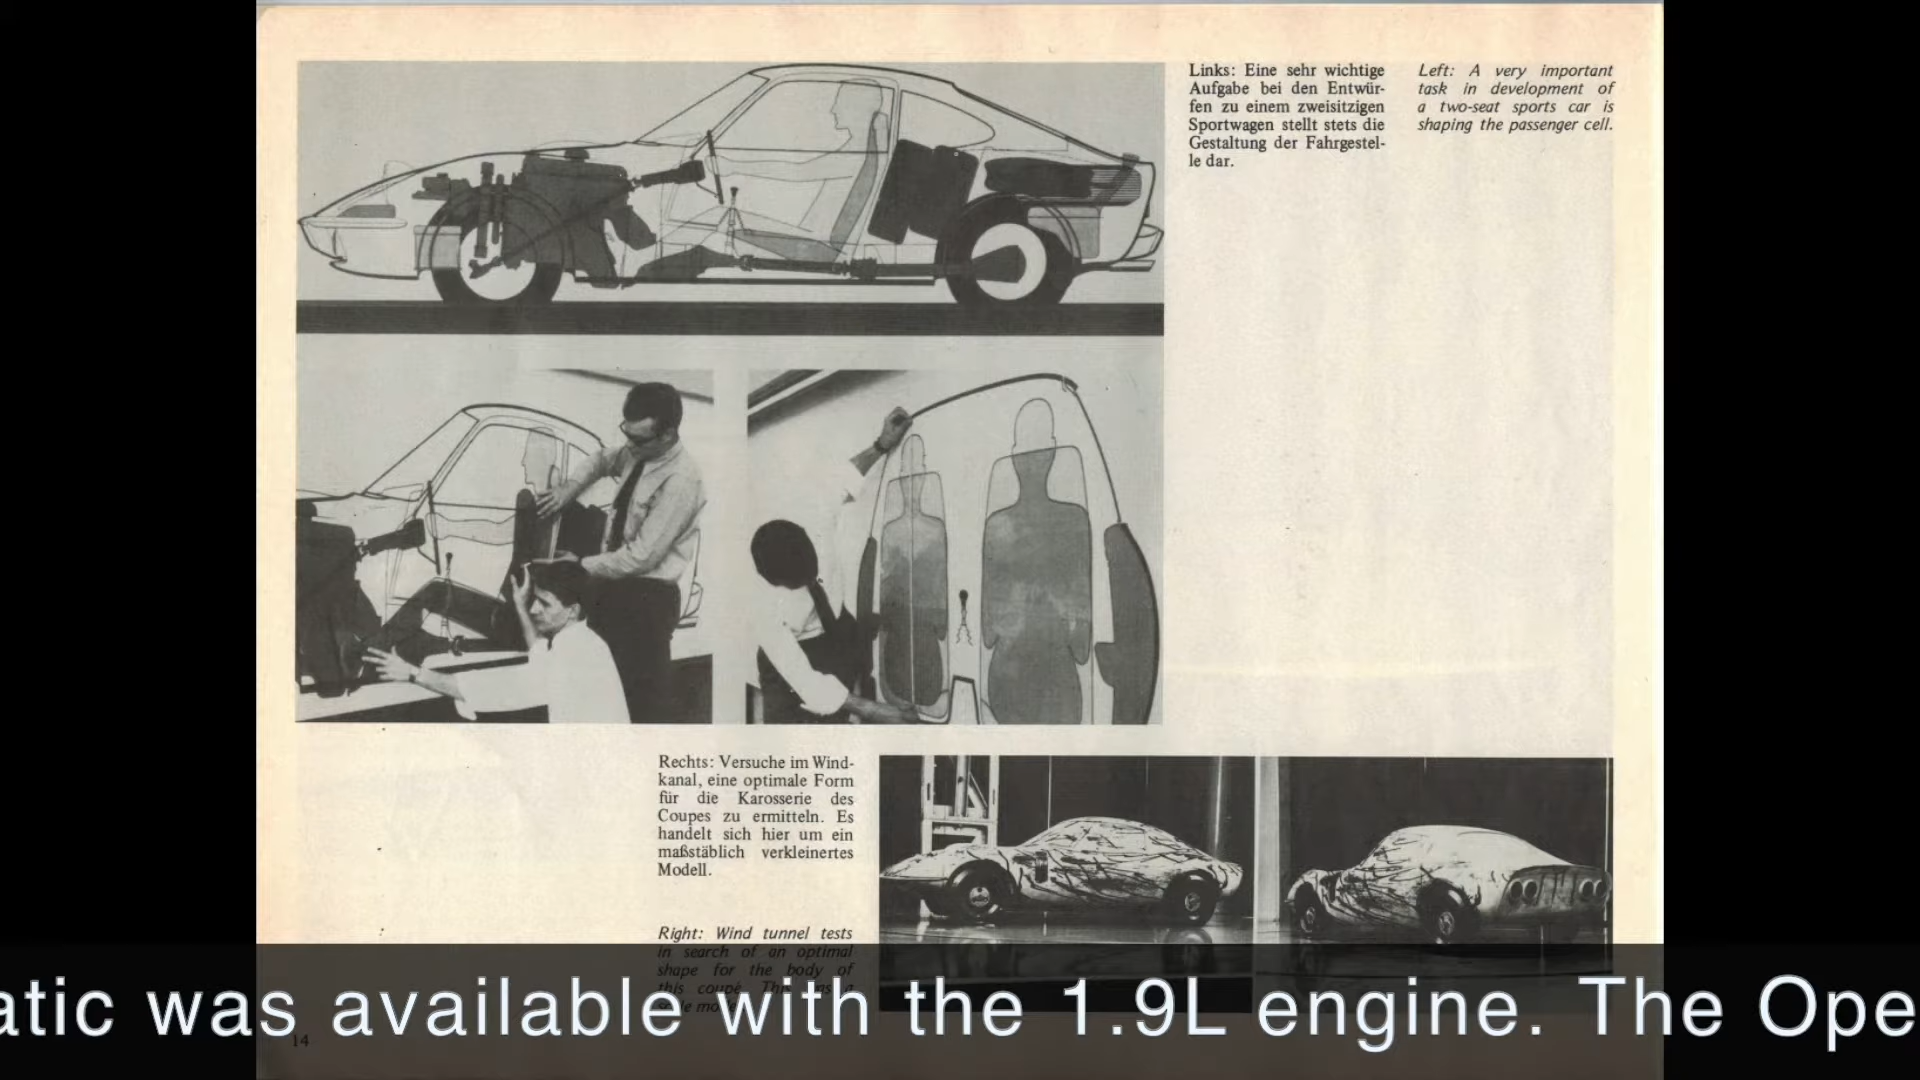 Links: Eine sehr wichtige
Aufgabe bei den Entwür-
fen zu einem zweisitzigen
Sportwagen stellt stets die
Gestaltung der Fahrgestel-
le dar.
Left: A very important
task in development of
a two-seat sports car is
shaping the passenger cell.
Rechts: Versuche im Wind-
kanal, eine optimale Form
für die Karosserie des
Coupes zu ermitteln. Es
handelt sich hier um ein
maßstäblich verkleinertes
Modell.
Right: Wind tunnel tests
in search of an optimal
shape for the body of
this coupé. This
14
atic was available with the 1.9L engine. The Ope